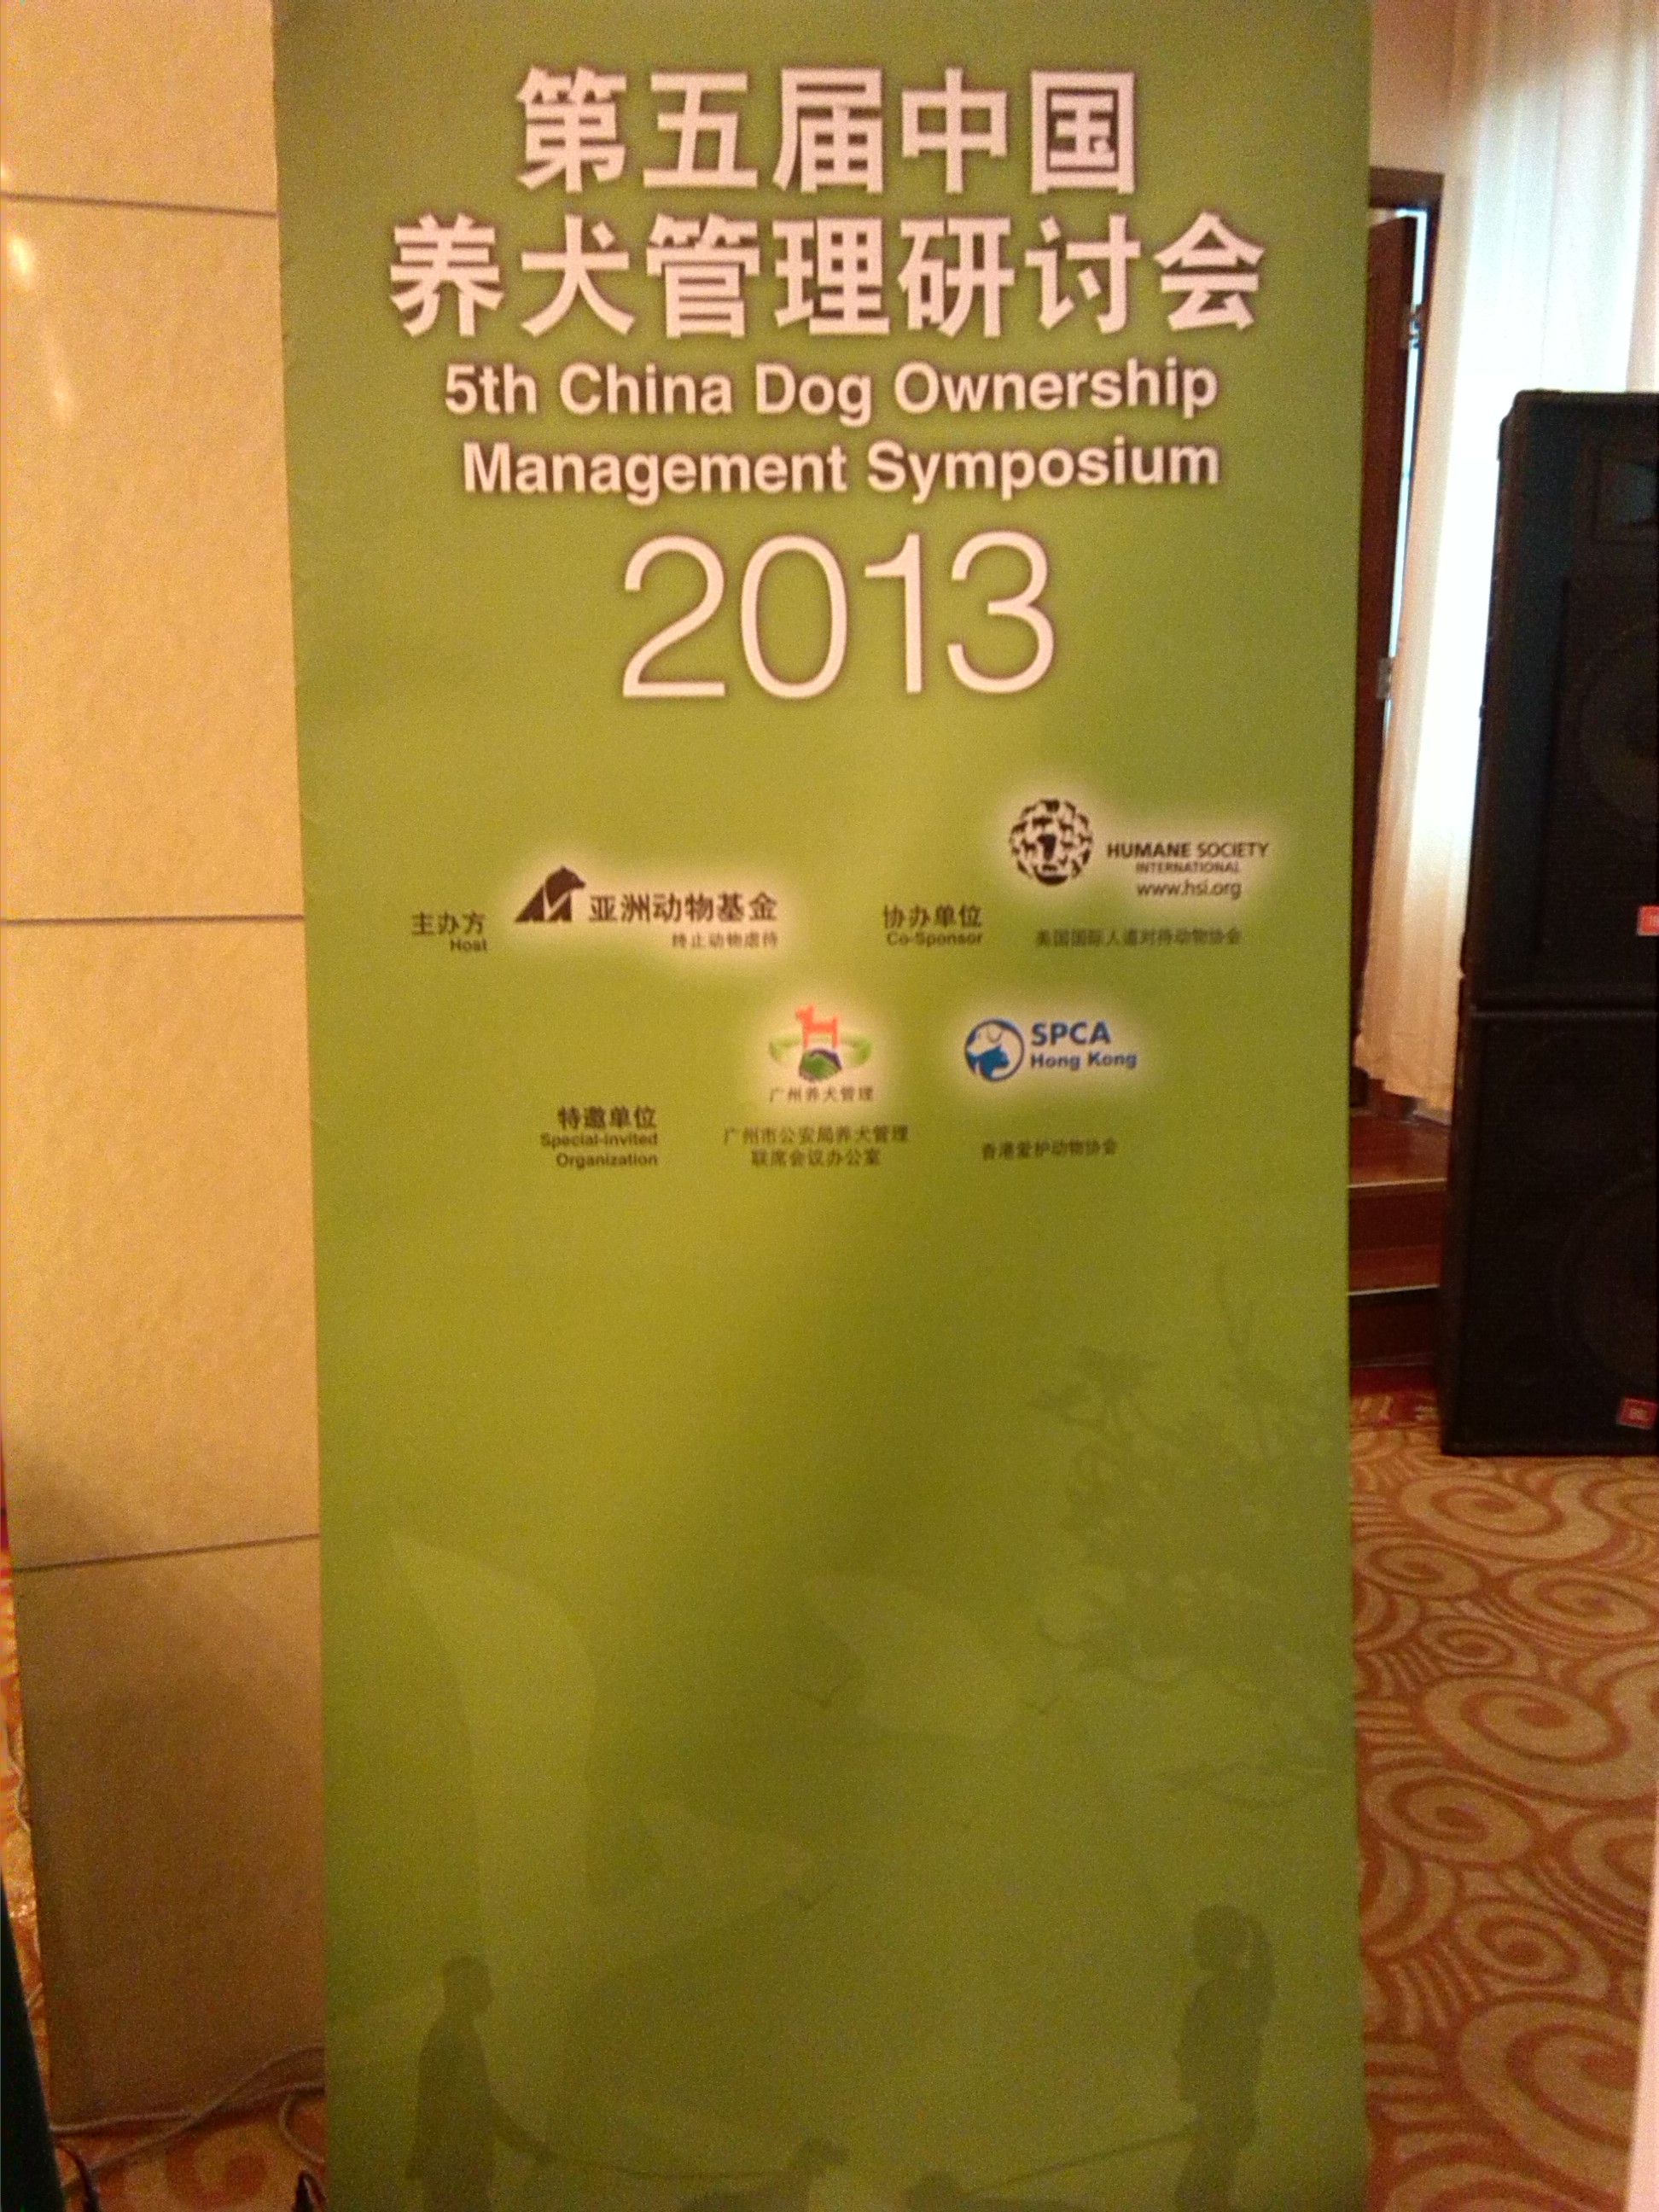 第五届中国
养犬管理研讨会
5th China Dog Ownership
Management Symposium
2013
主办方
Host
亚洲动物基金
终止动物虐待
协办单位
Co-Sponsor
HUMANE SOCIETY
INTERNATIONAL
www.hsi.org
美国国际人道对待动物协会
特邀单位
Special-invited
Organization
广州养犬管理
广州市公安局养犬管理
联席会议办公室
SPCA
Hong Kong
香港爱护动物协会
JBL